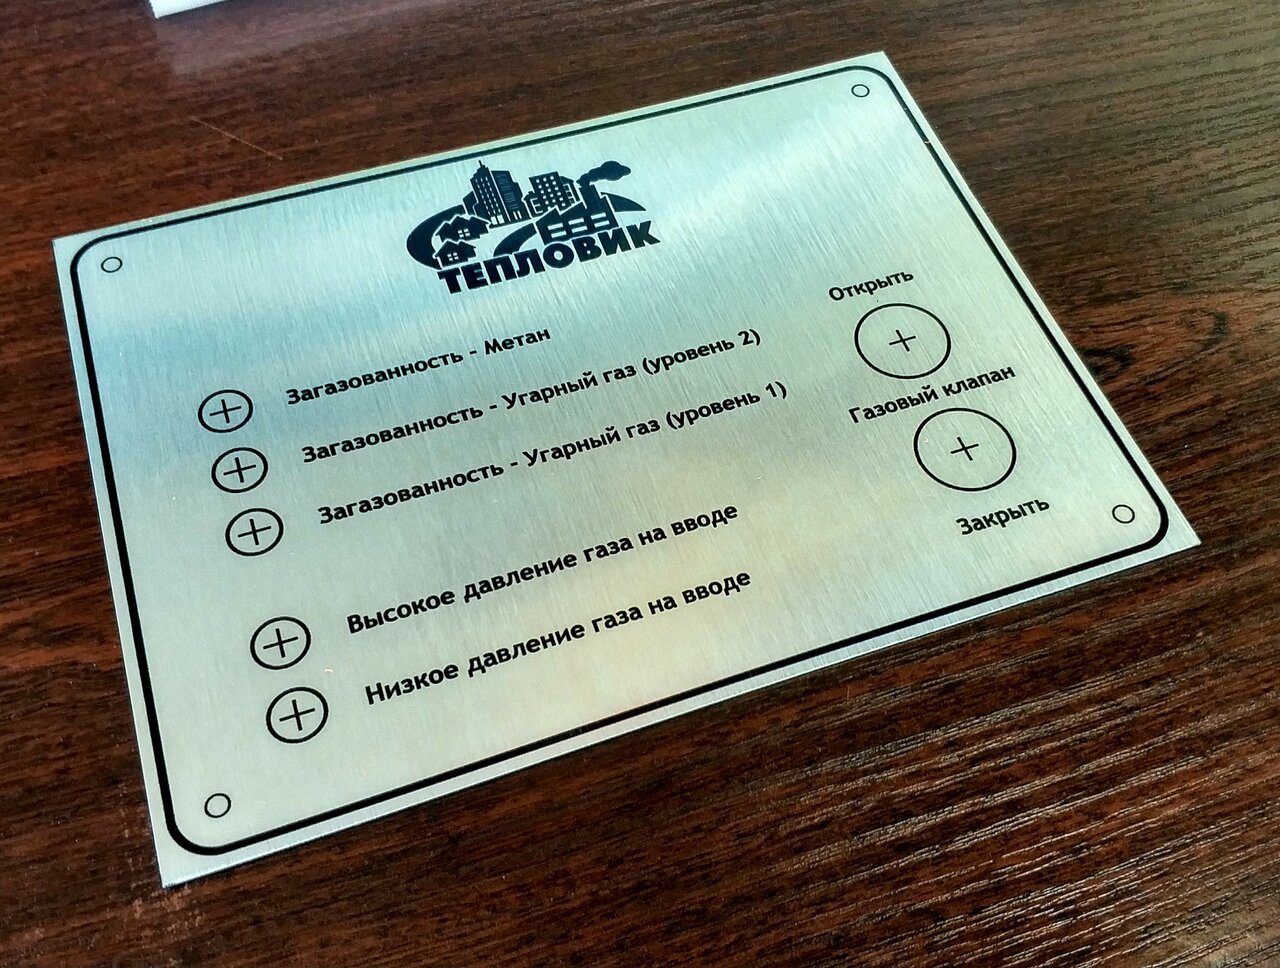 ТЕПЛОВИК
Загазованность - Метан
Загазованность - Угарный газ (уровень 2)
Загазованность - Угарный газ (уровень 1)
Высокое давление газа на вводе
Низкое давление газа на вводе
Открыть
Газовый клапан
Закрыть